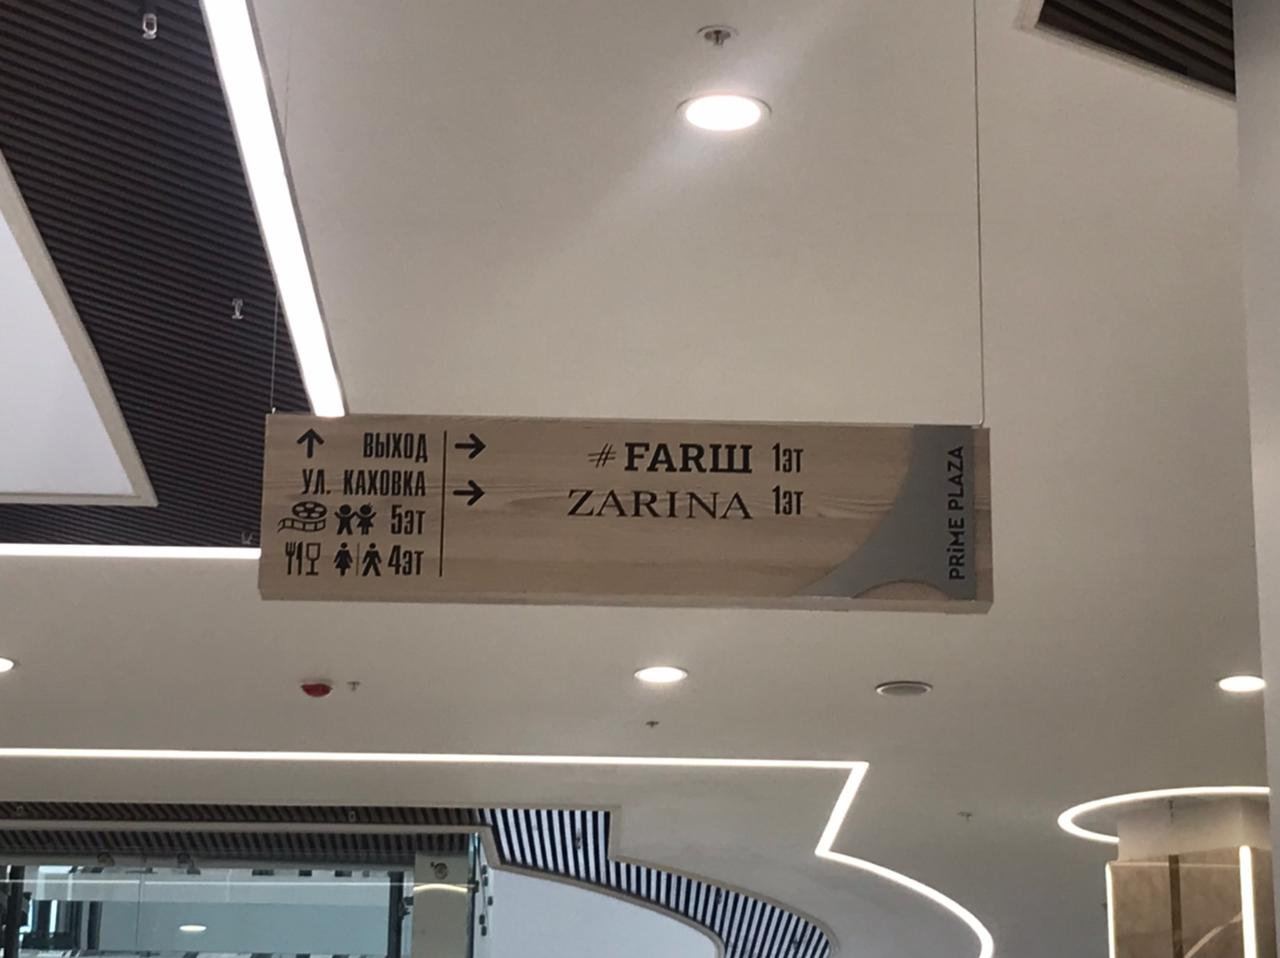 ВЫХОД
УЛ. КАХОВКА
5ЭТ
4ЭТ
#FARШ 1ЭТ
ZARINA 1ЭТ
PRiME PLAZA